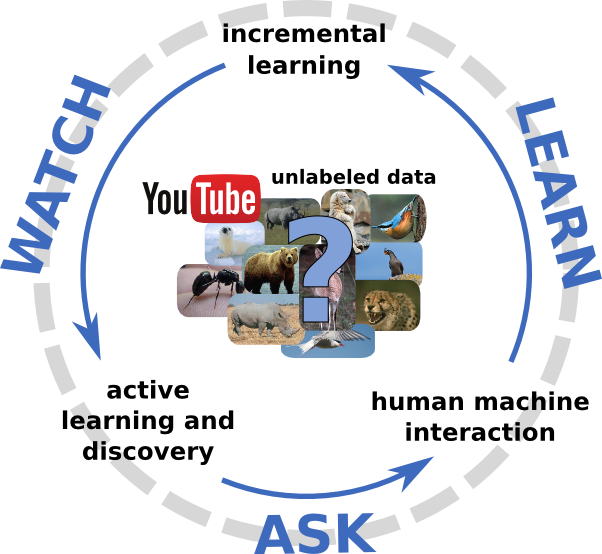 incremental
learning
WATCH
LEARN
YouTube
unlabeled data
?
active
learning and
discovery
human machine
interaction
ASK